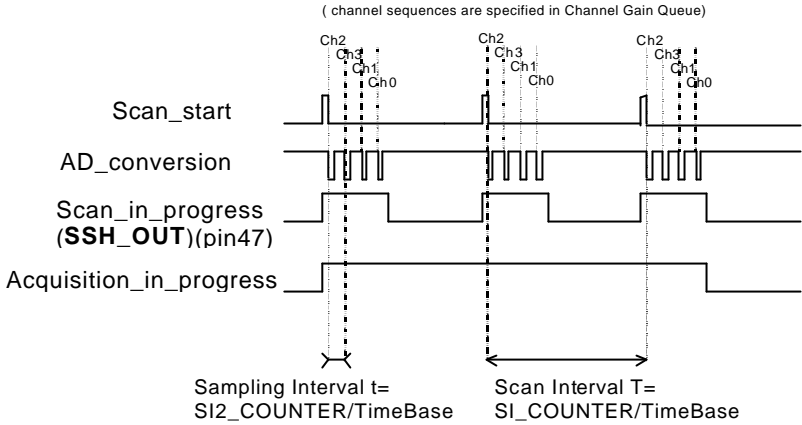 ( channel sequences are specified in Channel Gain Queue)
Ch2
Ch3
Ch1
Ch0
Ch2
Ch3
Ch1
Ch0
Ch2
Ch3
Ch1
Ch0
Scan_start
AD_conversion
Scan_in_progress
(SSH_OUT)(pin47)
Acquisition_in_progress
Sampling Interval t=
SI2_COUNTER/TimeBase
Scan Interval T=
SI_COUNTER/TimeBase